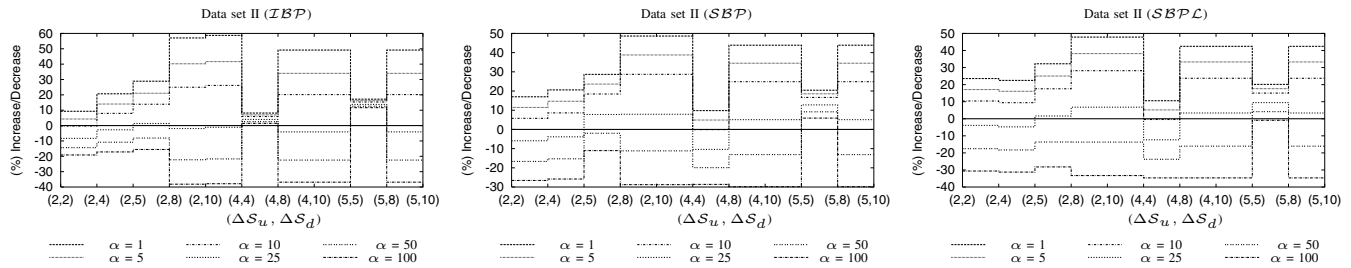 Data set II (IBP)
(%) Increase/Decrease
60
50
40
30
20
10
0
-10
-20
-30
-40
(2,2) (2,4) (2,5) (2,8) (2,10) (4,4) (4,8) (4,10) (5,5) (5,8) (5,10)
(ΔSu , ΔSd)
α = 1 α = 10 α = 50
α = 5 α = 25 α = 100
Data set II (SBP)
(%) Increase/Decrease
50
40
30
20
10
0
-10
-20
-30
(2,2) (2,4) (2,5) (2,8) (2,10) (4,4) (4,8) (4,10) (5,5) (5,8) (5,10)
(ΔSu , ΔSd)
α = 1 α = 10 α = 50
α = 5 α = 25 α = 100
Data set II (SBPL)
(%) Increase/Decrease
50
40
30
20
10
0
-10
-20
-30
-40
(2,2) (2,4) (2,5) (2,8) (2,10) (4,4) (4,8) (4,10) (5,5) (5,8) (5,10)
(ΔSu , ΔSd)
α = 1 α = 10 α = 50
α = 5 α = 25 α = 100